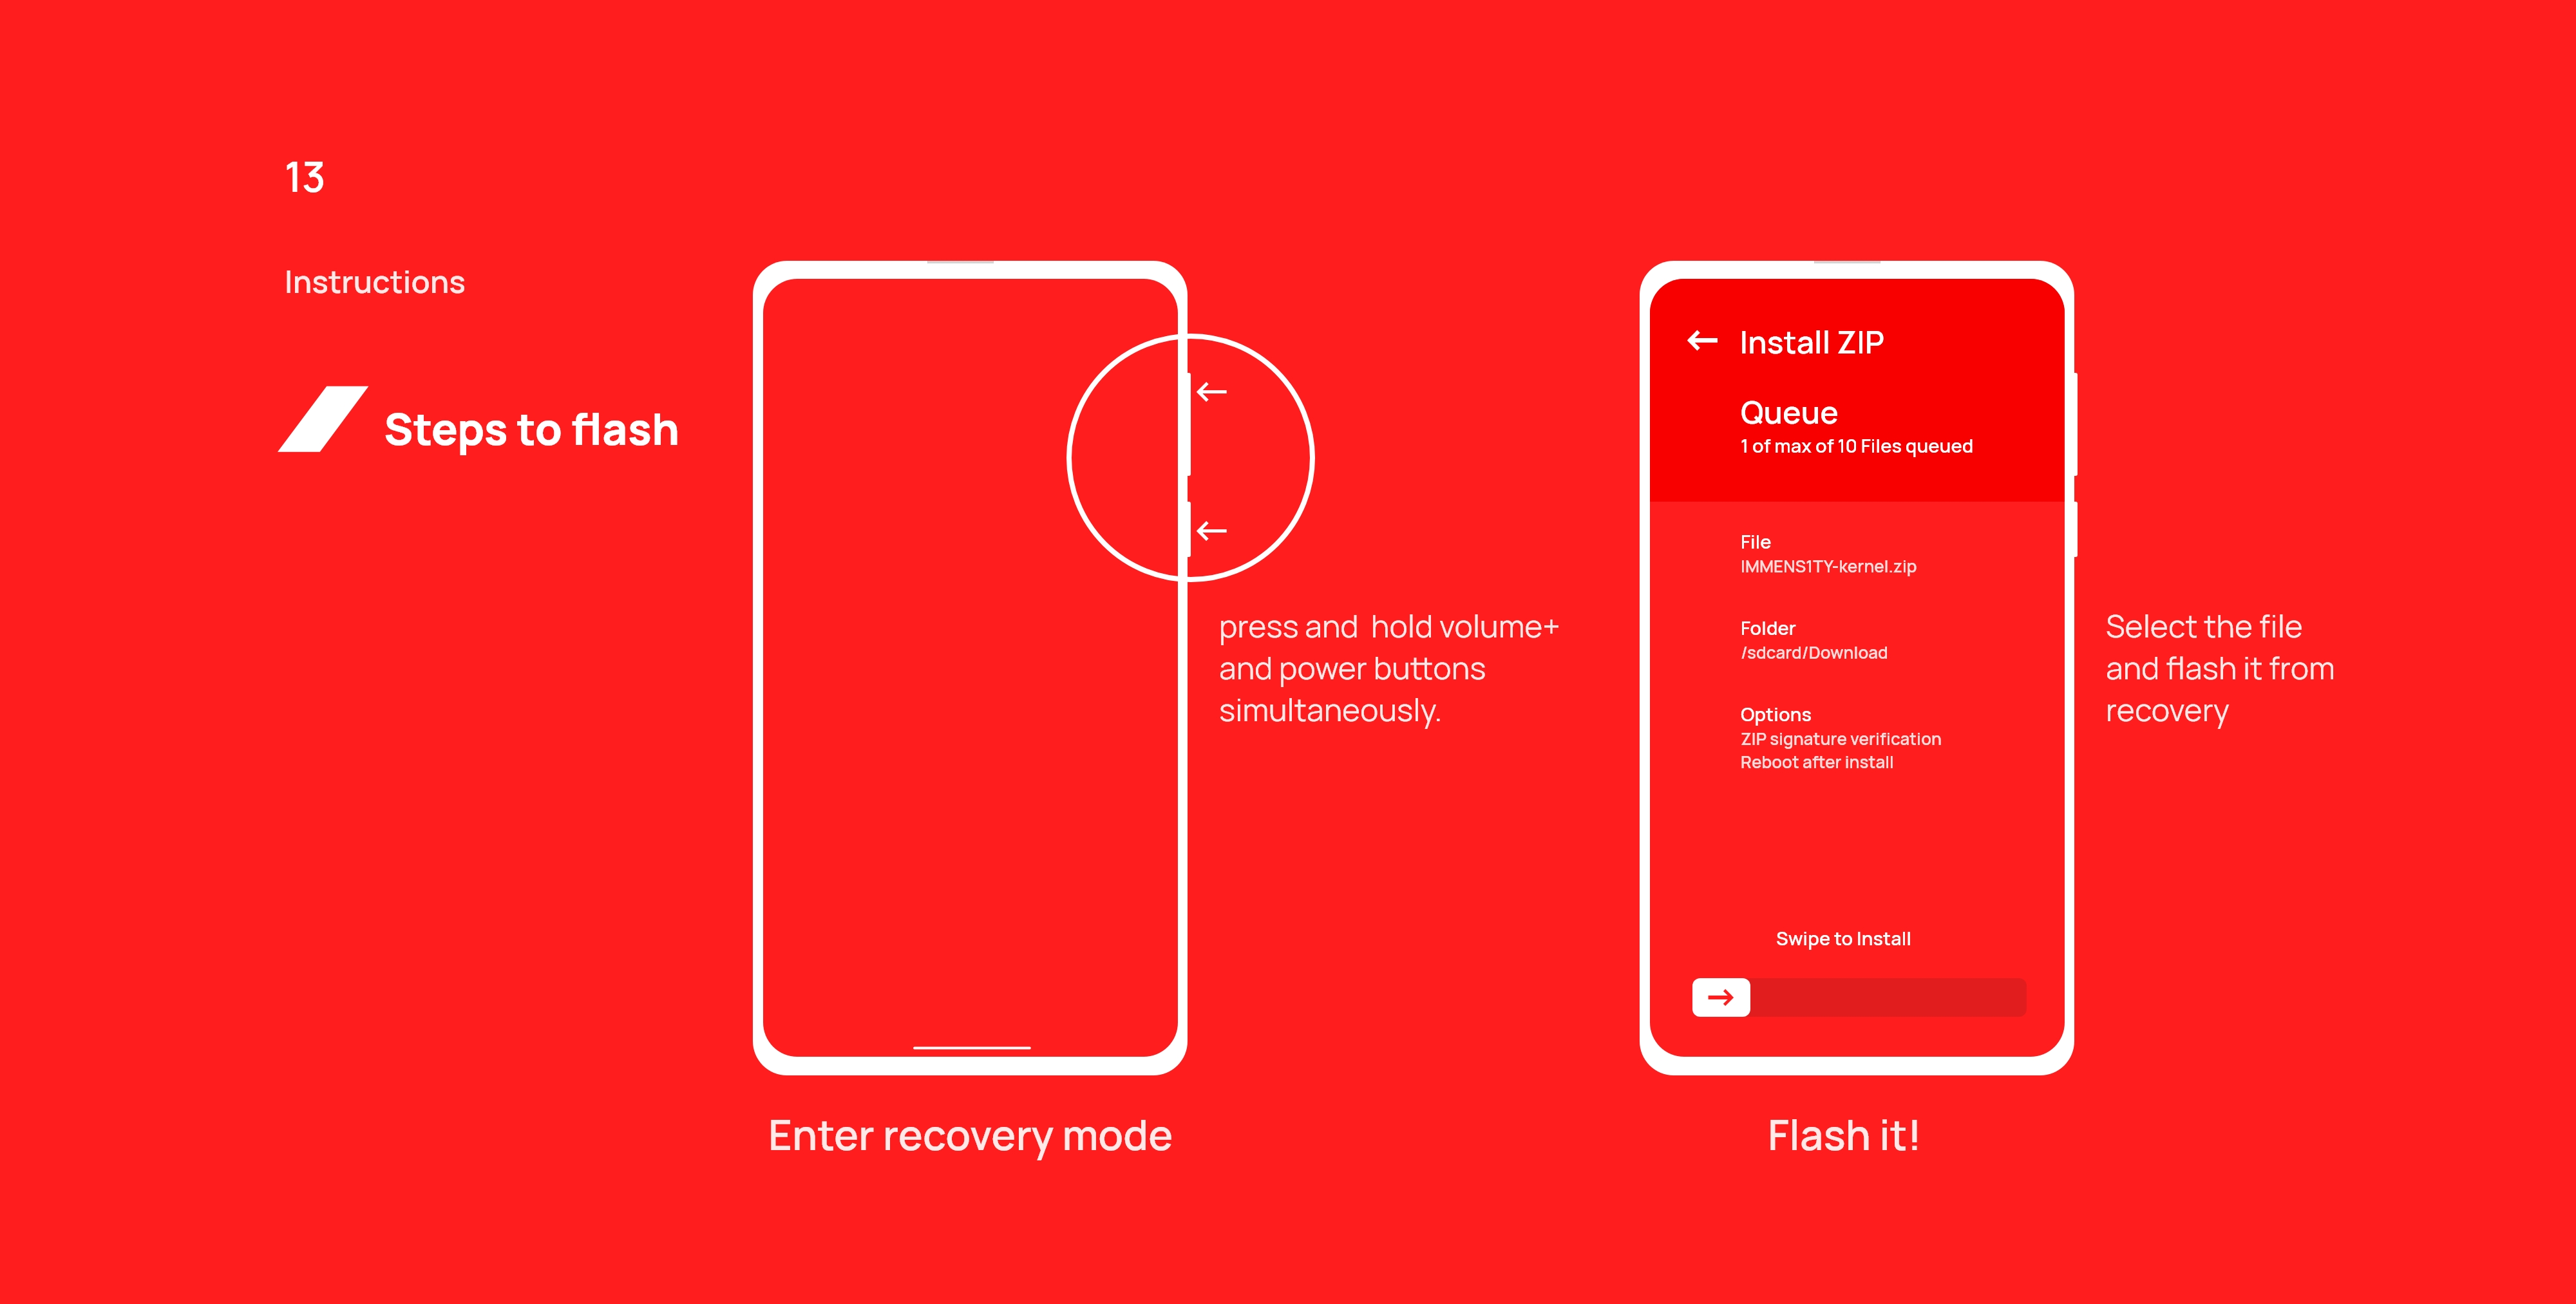 13
Instructions
Steps to flash
press and hold volume+
and power buttons
simultaneously.
Enter recovery mode
Install ZIP
Queue
1 of max of 10 Files queued
File
IMMENS1TY-kernel.zip
Folder
/sdcard/Download
Options
ZIP signature verification
Reboot after install
Swipe to Install
Select the file
and flash it from
recovery
Flash it!